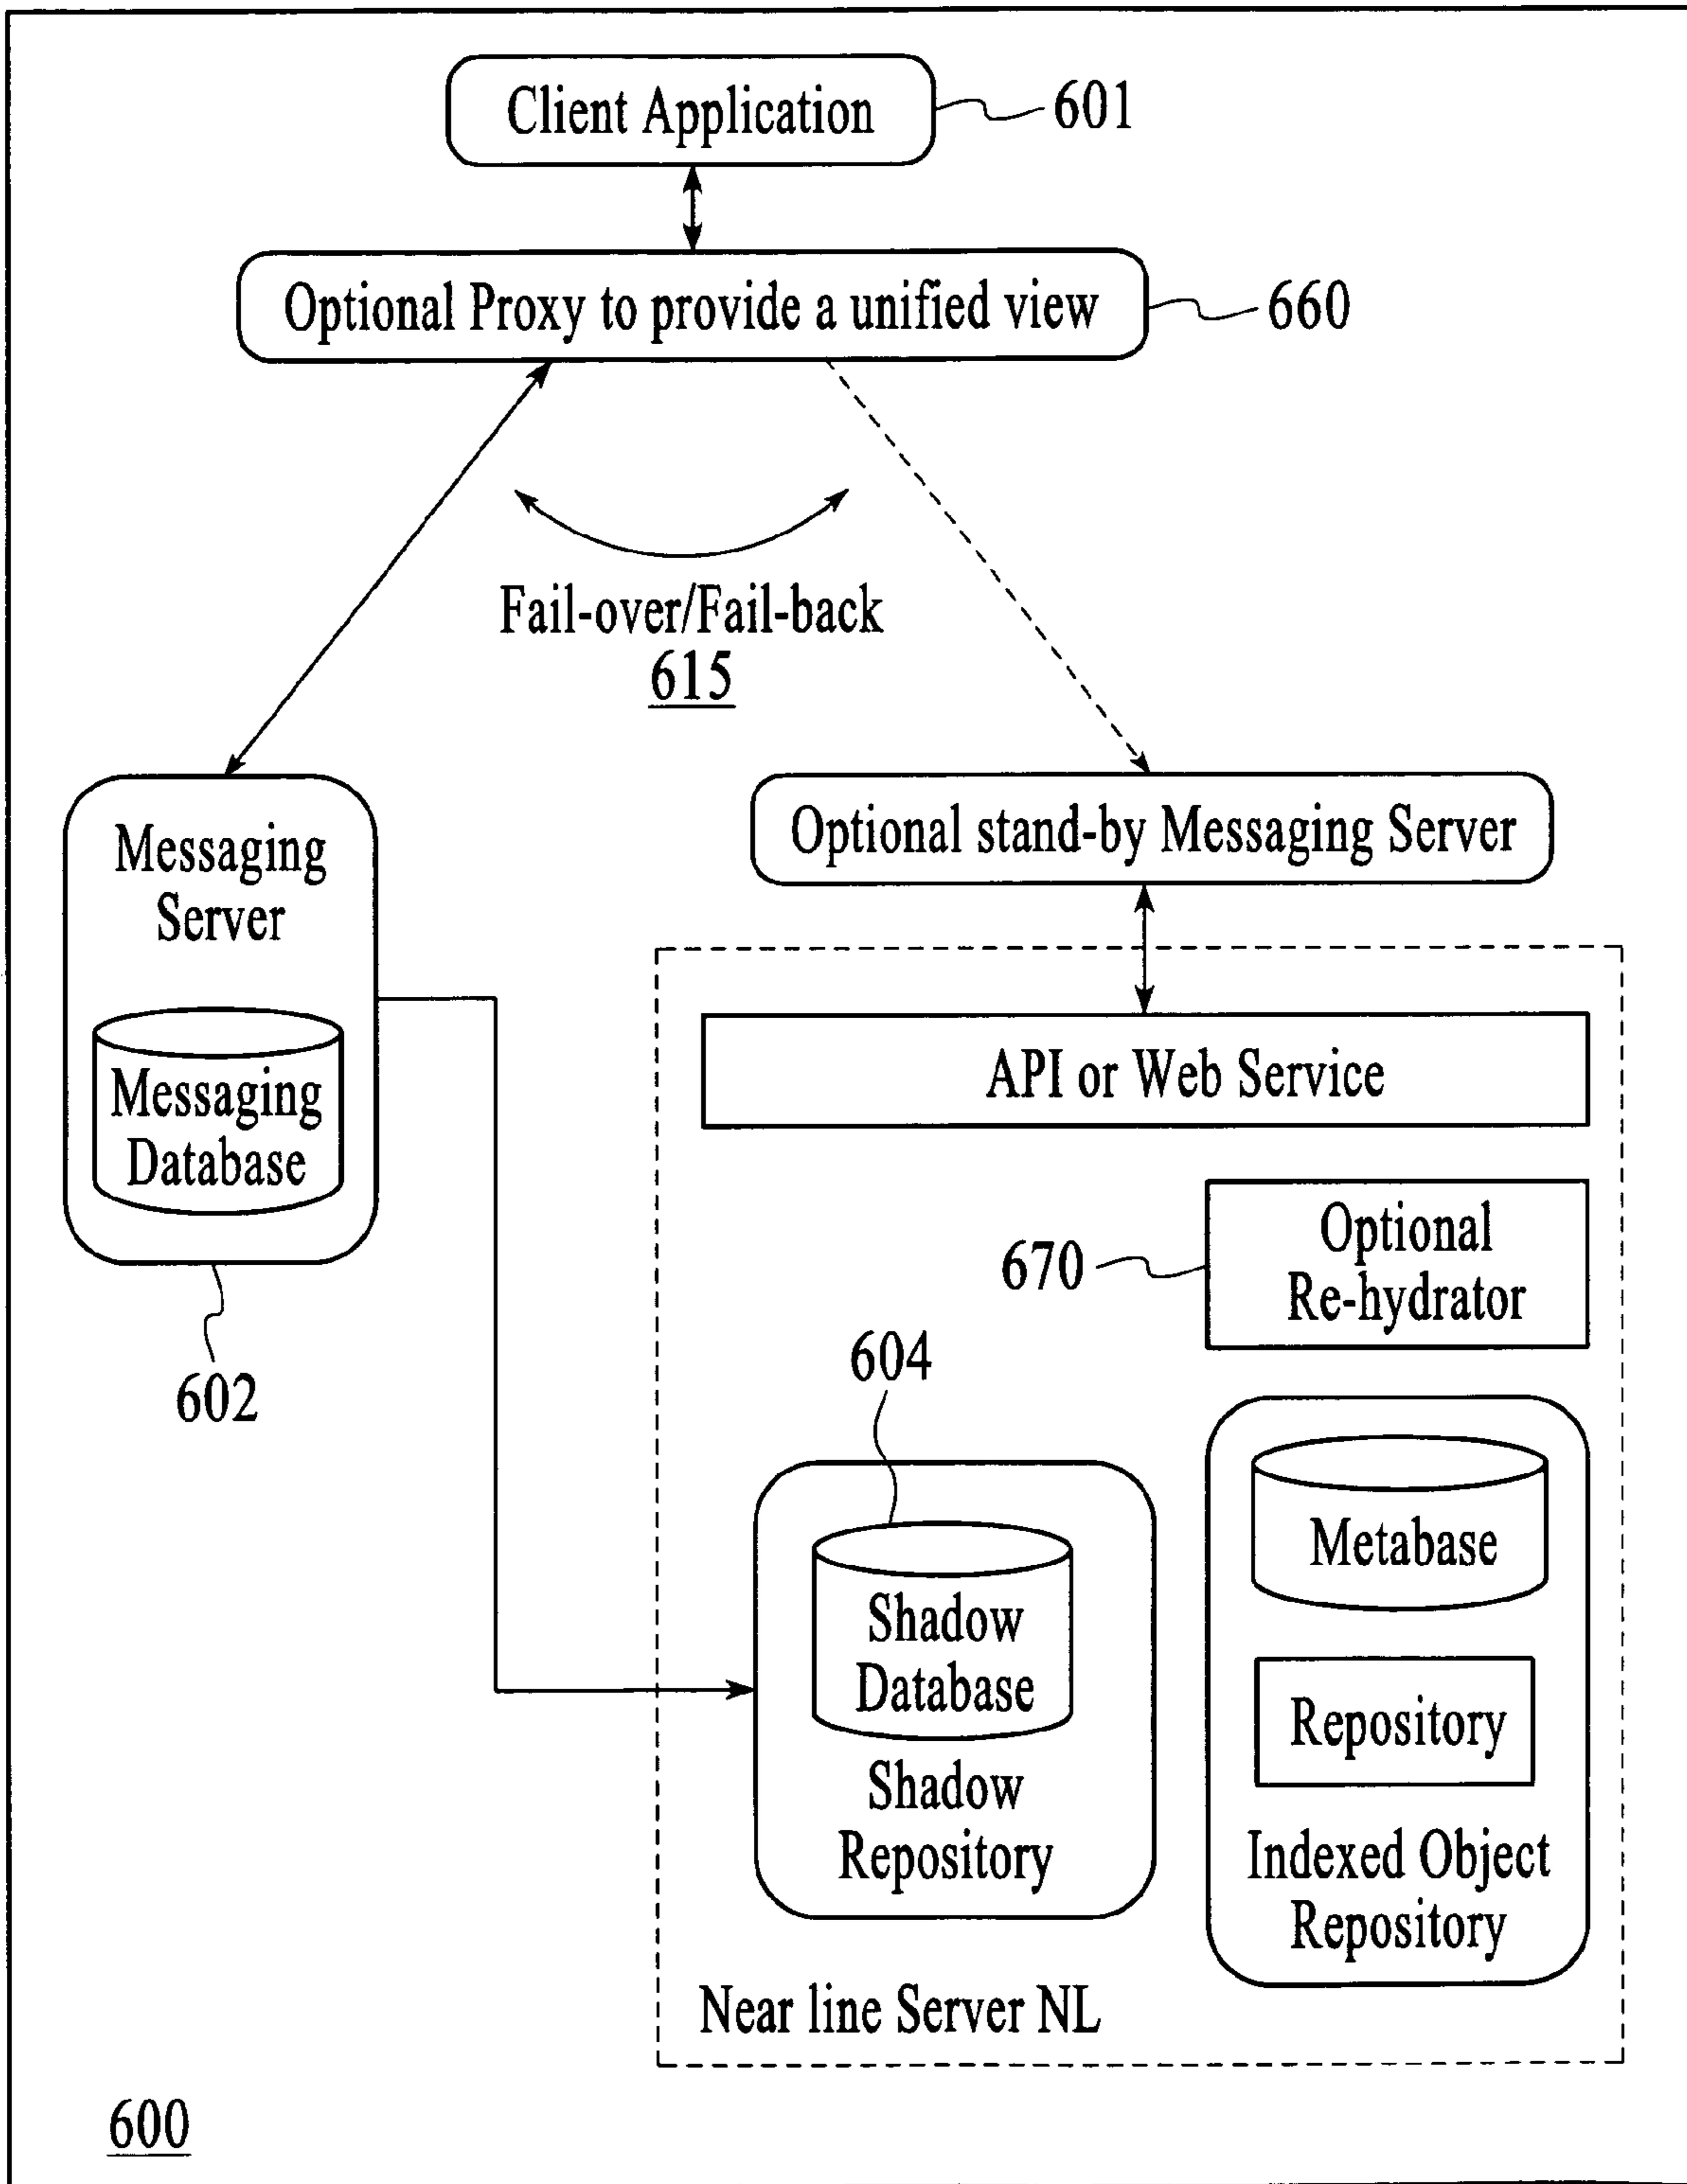 Client Application
601
Optional Proxy to provide a unified view
660
Fail-over/Fail-back
615
Messaging
Server
Messaging
Database
602
Optional stand-by Messaging Server
API or Web Service
Optional
Re-hydrator
670
604
Shadow
Database
Shadow
Repository
Metabase
Repository
Indexed Object
Repository
Near line Server NL
600